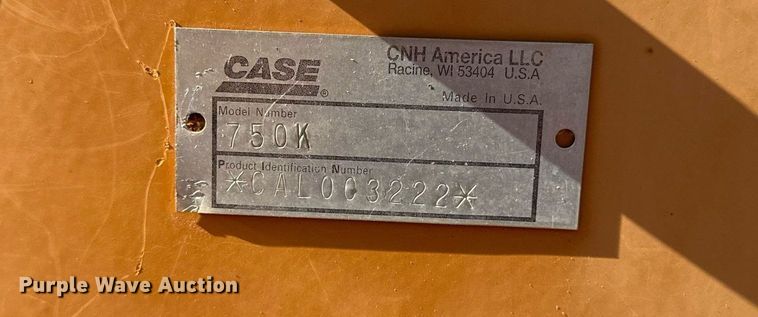 CASE®
CNH America LLC
Racine, WI 53404 U.S.A
Made In U.S.A.
Model Number
750K
Product Identification Number
*CAL003222*
Purple Wave Auction